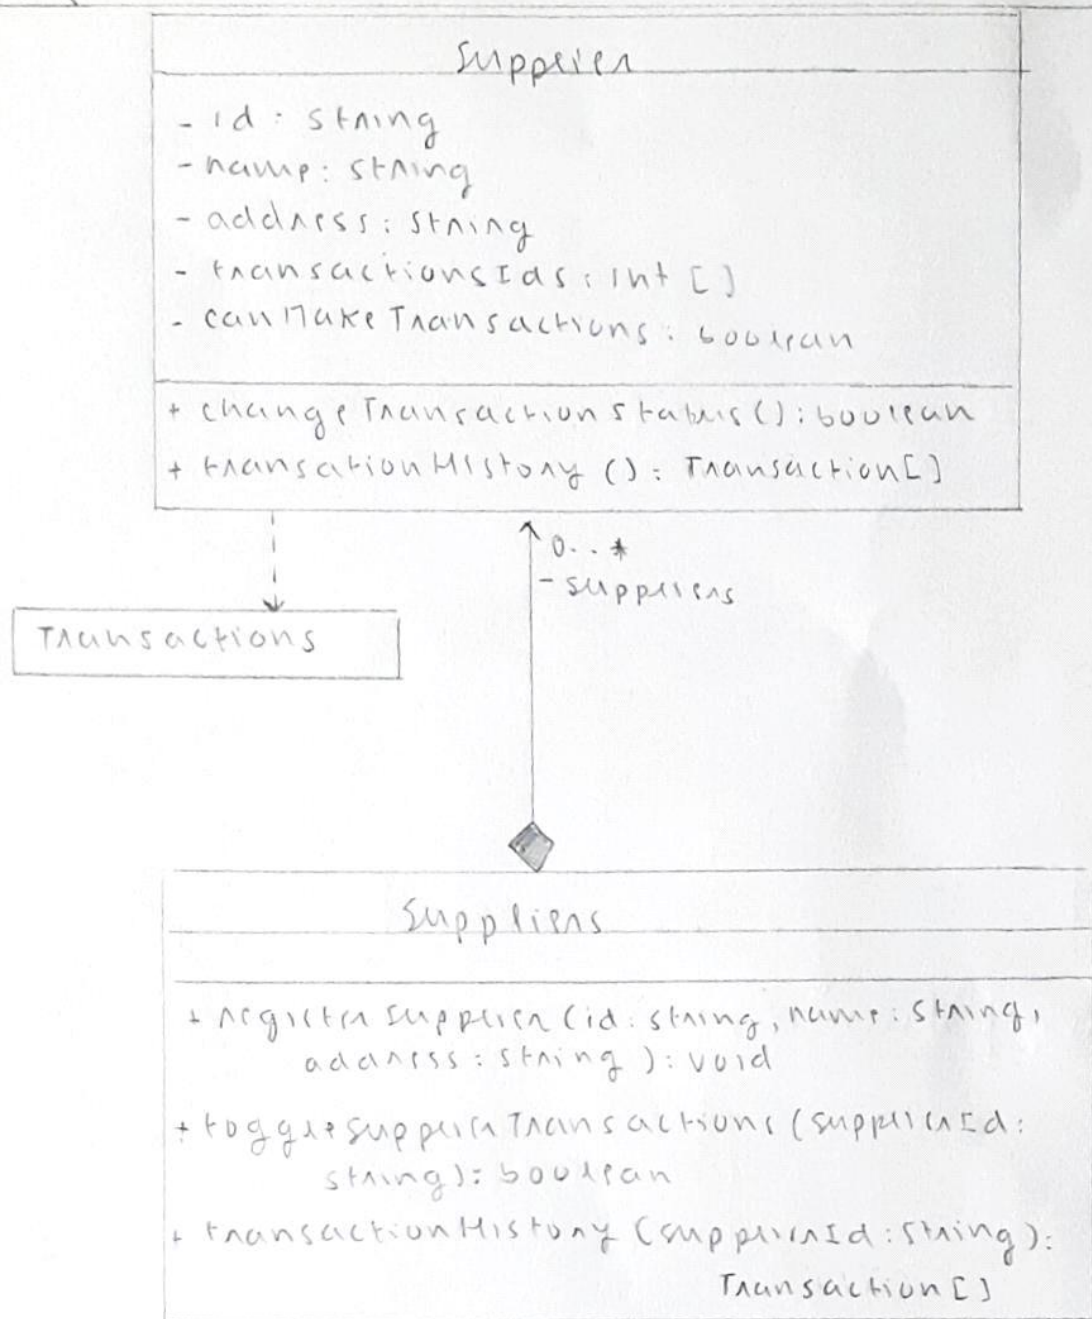 Supplier
- id : string
- name : string
- address : string
- transactionsIds : int []
- canMakeTransactions : boolean
+ changeTransactionStatus() : boolean
+ transationHistory () : Transaction[]
0..*
- suppliers
Transactions
Suppliers
+ registerSupplier (id : string, name : string,
address : string ) : void
+ toggleSupplierTransactions (supplierId :
string) : boolean
+ transactionHistory (supplierId : string) :
Transaction []